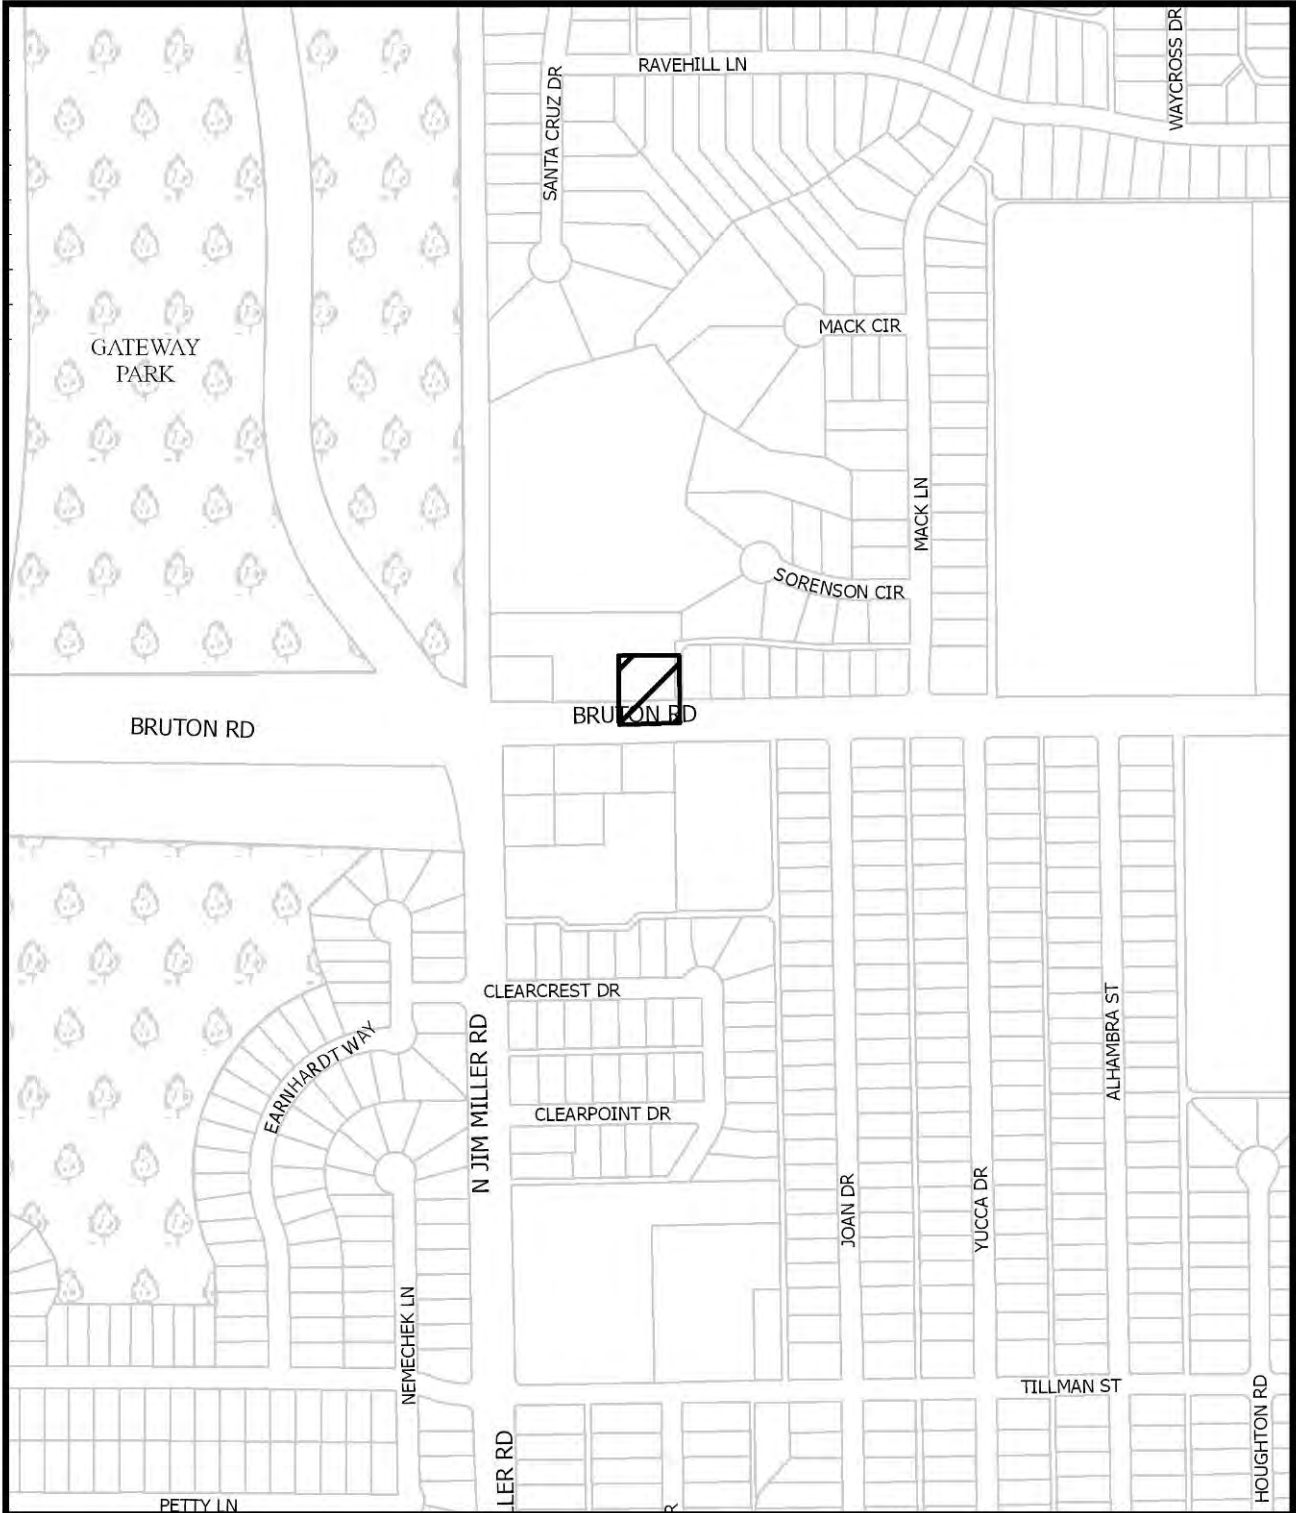 WAYCROSS DR
RAVEHILL LN
SANTA CRUZ DR
MACK CIR
GATEWAY
PARK
MACK LN
SORENSON CIR
BRUTON RD
BRUTON RD
CLEARCREST DR
N JIM MILLER RD
EARNHARDT WAY
ALHAMBRA ST
CLEARPOINT DR
JOAN DR
YUCCA DR
NEMECHEK LN
TILLMAN ST
HOUGHTON RD
LLER RD
PETTY LN
R